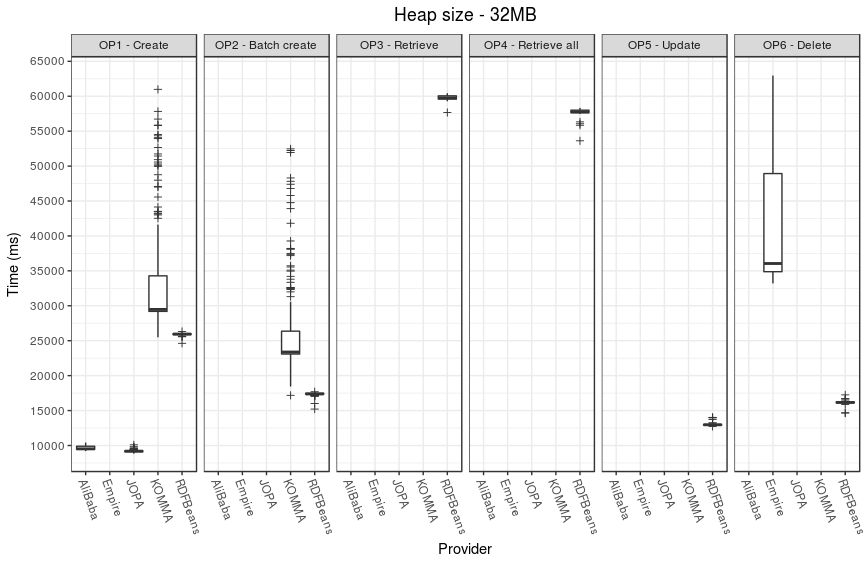 Heap size - 32MB
OP1 - Create
OP2 - Batch create
OP3 - Retrieve
OP4 - Retrieve all
OP5 - Update
OP6 - Delete
65000
60000
55000
50000
45000
40000
35000
30000
25000
20000
15000
10000
Time (ms)
AliBaba
Empire
JOPA
KOMMA
RDFBeans
AliBaba
Empire
JOPA
KOMMA
RDFBeans
AliBaba
Empire
JOPA
KOMMA
RDFBeans
AliBaba
Empire
JOPA
KOMMA
RDFBeans
AliBaba
Empire
JOPA
KOMMA
RDFBeans
AliBaba
Empire
JOPA
KOMMA
RDFBeans
Provider